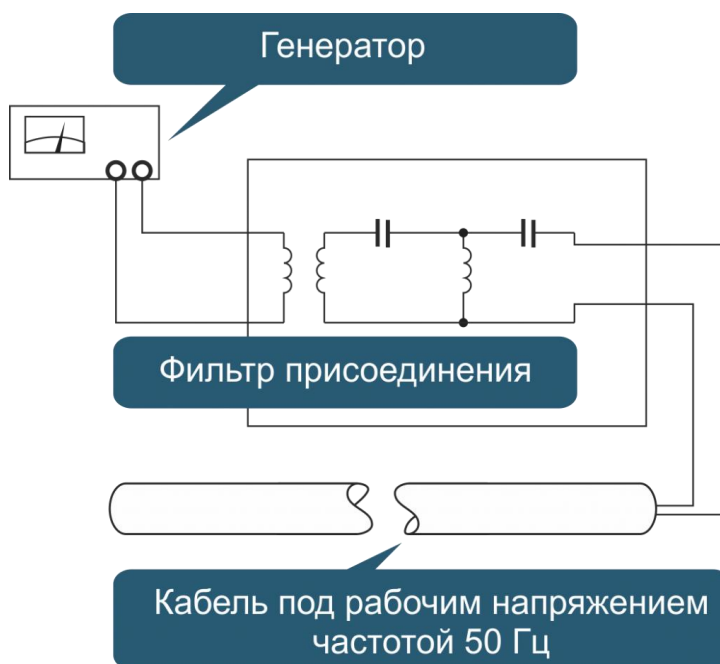 Генератор
Фильтр присоединения
Кабель под рабочим напряжением
частотой 50 Гц